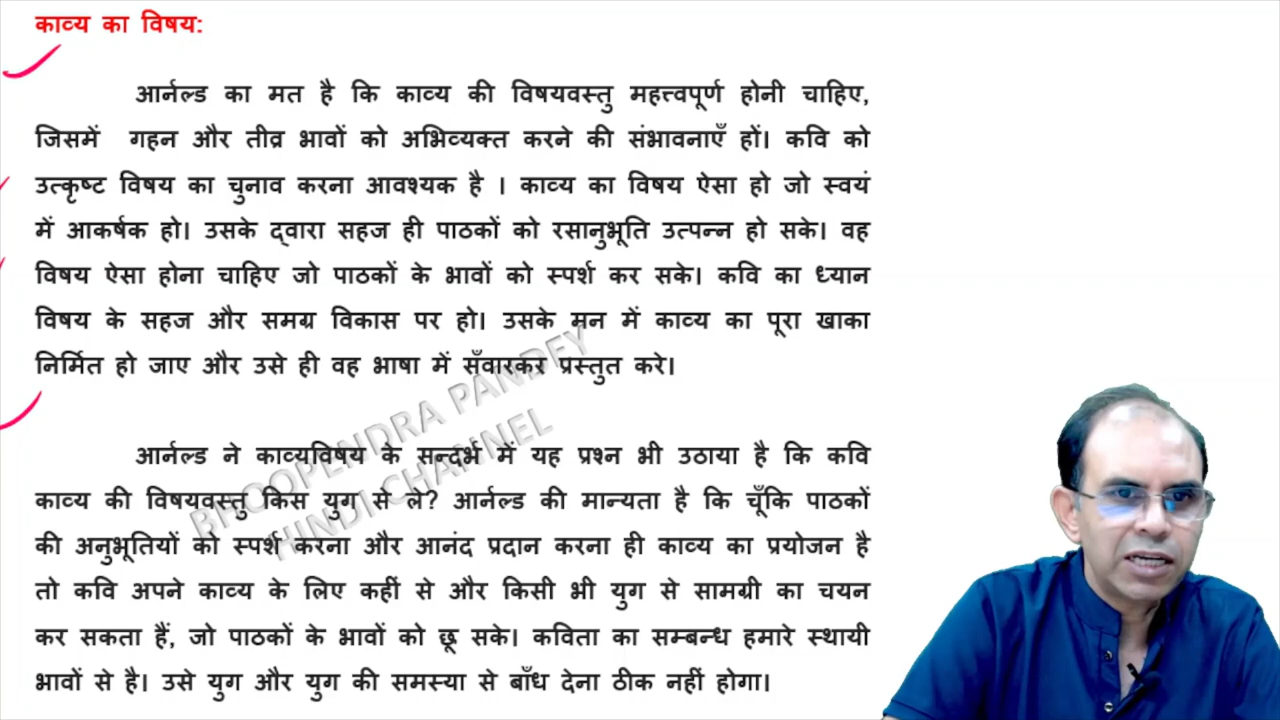 काव्य का विषय:
आर्नल्ड का मत है कि काव्य की विषयवस्तु महत्त्वपूर्ण होनी चाहिए,
जिसमें गहन और तीव्र भावों को अभिव्यक्त करने की संभावनाएँ हों। कवि को
उत्कृष्ट विषय का चुनाव करना आवश्यक है । काव्य का विषय ऐसा हो जो स्वयं
में आकर्षक हो। उसके द्वारा सहज ही पाठकों को रसानुभूति उत्पन्न हो सके। वह
विषय ऐसा होना चाहिए जो पाठकों के भावों को स्पर्श कर सके। कवि का ध्यान
विषय के सहज और समग्र विकास पर हो। उसके मन में काव्य का पूरा खाका
निर्मित हो जाए और उसे ही वह भाषा में सँवारकर प्रस्तुत करे।
आर्नल्ड ने काव्यविषय के सन्दर्भ में यह प्रश्न भी उठाया है कि कवि
काव्य की विषयवस्तु किस युग से ले? आर्नल्ड की मान्यता है कि चूँकि पाठकों
की अनुभूतियों को स्पर्श करना और आनंद प्रदान करना ही काव्य का प्रयोजन है
तो कवि अपने काव्य के लिए कहीं से और किसी भी युग से सामग्री का चयन
कर सकता हैं, जो पाठकों के भावों को छू सके। कविता का सम्बन्ध हमारे स्थायी
भावों से है। उसे युग और युग की समस्या से बाँध देना ठीक नहीं होगा।
BHOOPENDRA PANDEY
HINDI CHANNEL